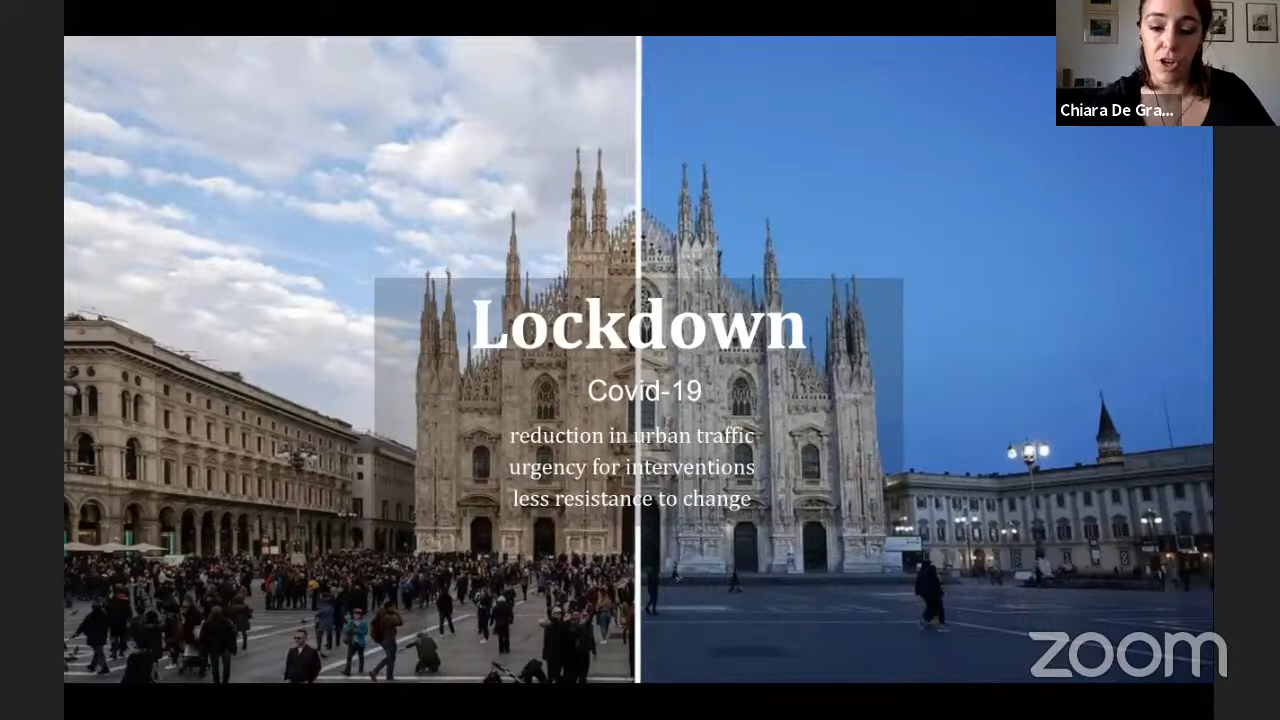 Chiara De Gra...
Lockdown
Covid-19
reduction in urban traffic
urgency for interventions
less resistance to change
zoom